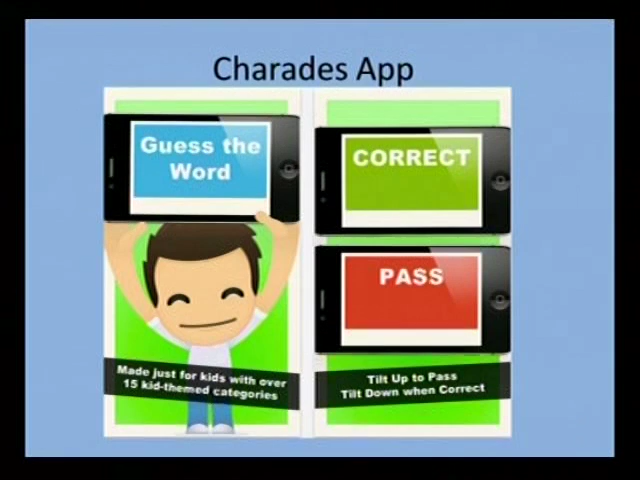 Charades App
Guess the
Word
Made just for kids with over
15 kid-themed categories
CORRECT
PASS
Tilt Up to Pass
Tilt Down when Correct